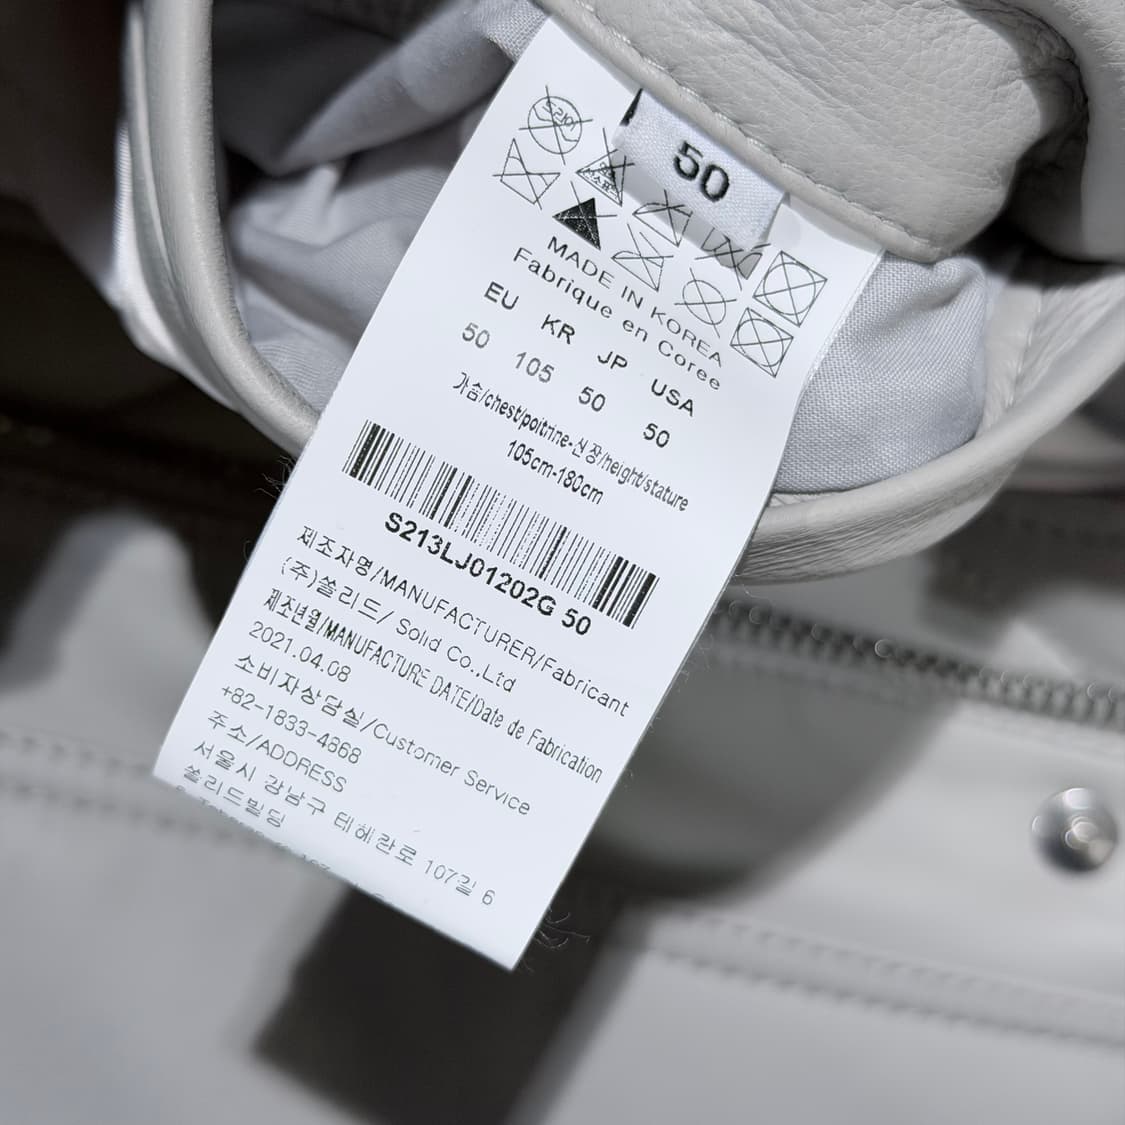 50
MADE IN KOREA
Fabrique en Coree
EU KR JP USA
50 105 50 50
가슴/chest/poitrine-신장/height/stature
105cm-180cm
S213LJ01202G 50
제조자명/MANUFACTURER/Fabricant
(주)쏠리드/ Solid Co.,Ltd
제조년월/MANUFACTURE DATE/Date de Fabrication
2021.04.08
소비자상담실/Customer Service
+82-1833-4868
주소/ADDRESS
서울시 강남구 테헤란로 107길 6
쏠리드빌딩